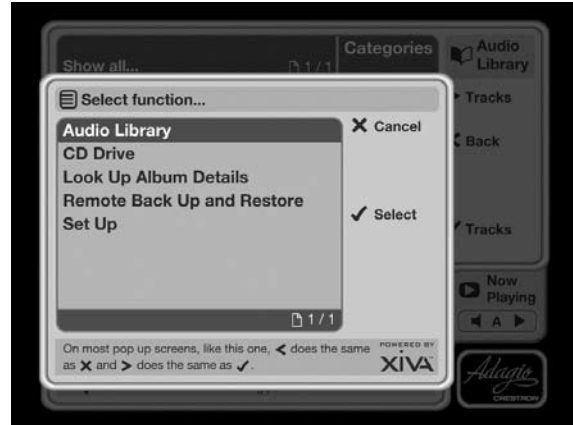 Categories
Audio
Library
Show all...
1/1
Select function...
Tracks
Audio Library
✗ Cancel
CD Drive
Back
Look Up Album Details
Remote Back Up and Restore
✓ Select
Set Up
Tracks
Now
Playing
1/1
A
On most pop up screens, like this one, < does the same
as ✗ and > does the same as ✓.
POWERED BY
XiVA
Adagio
CRESTRON